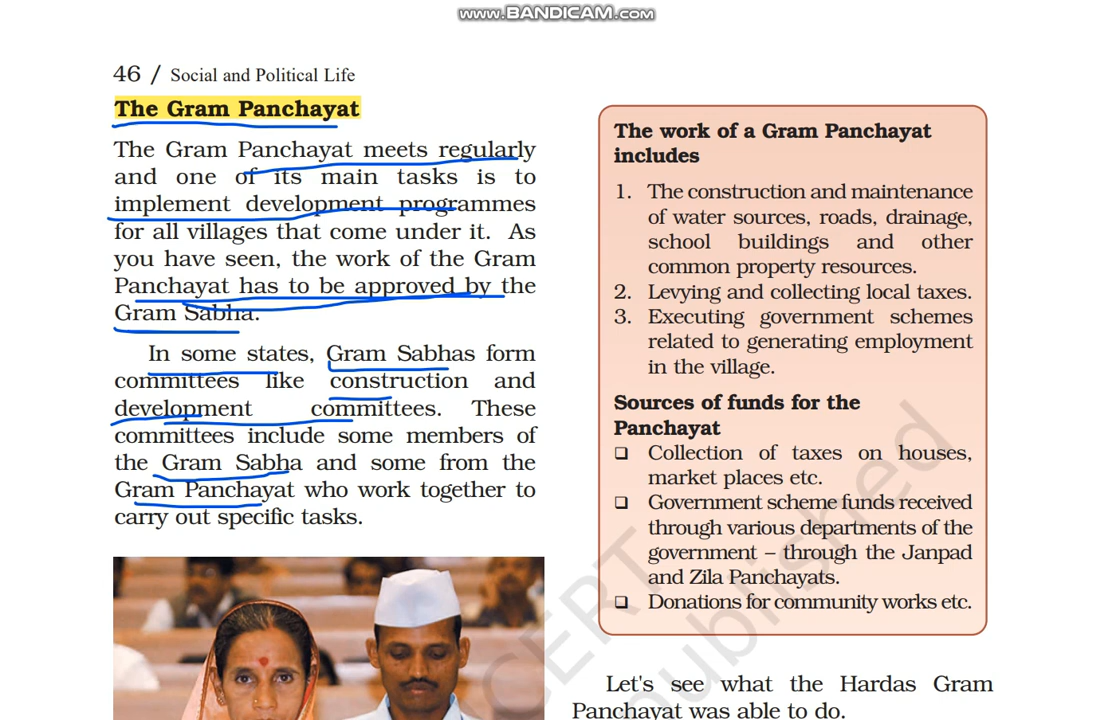 www.BANDICAM.com
46 / Social and Political Life
The Gram Panchayat
The Gram Panchayat meets regularly
and one of its main tasks is to
implement development programmes
for all villages that come under it. As
you have seen, the work of the Gram
Panchayat has to be approved by the
Gram Sabha.
In some states, Gram Sabhas form
committees like construction and
development committees. These
committees include some members of
the Gram Sabha and some from the
Gram Panchayat who work together to
carry out specific tasks.
The work of a Gram Panchayat
includes
1. The construction and maintenance
of water sources, roads, drainage,
school buildings and other
common property resources.
2. Levying and collecting local taxes.
3. Executing government schemes
related to generating employment
in the village.
Sources of funds for the
Panchayat
❑ Collection of taxes on houses,
market places etc.
❑ Government scheme funds received
through various departments of the
government – through the Janpad
and Zila Panchayats.
❑ Donations for community works etc.
Let's see what the Hardas Gram
Panchayat was able to do.
CERT
published